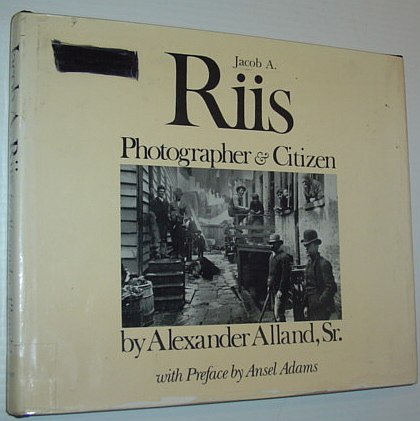 Jacob A.
Riis
Photographer & Citizen
by Alexander Alland, Sr.
with Preface by Ansel Adams